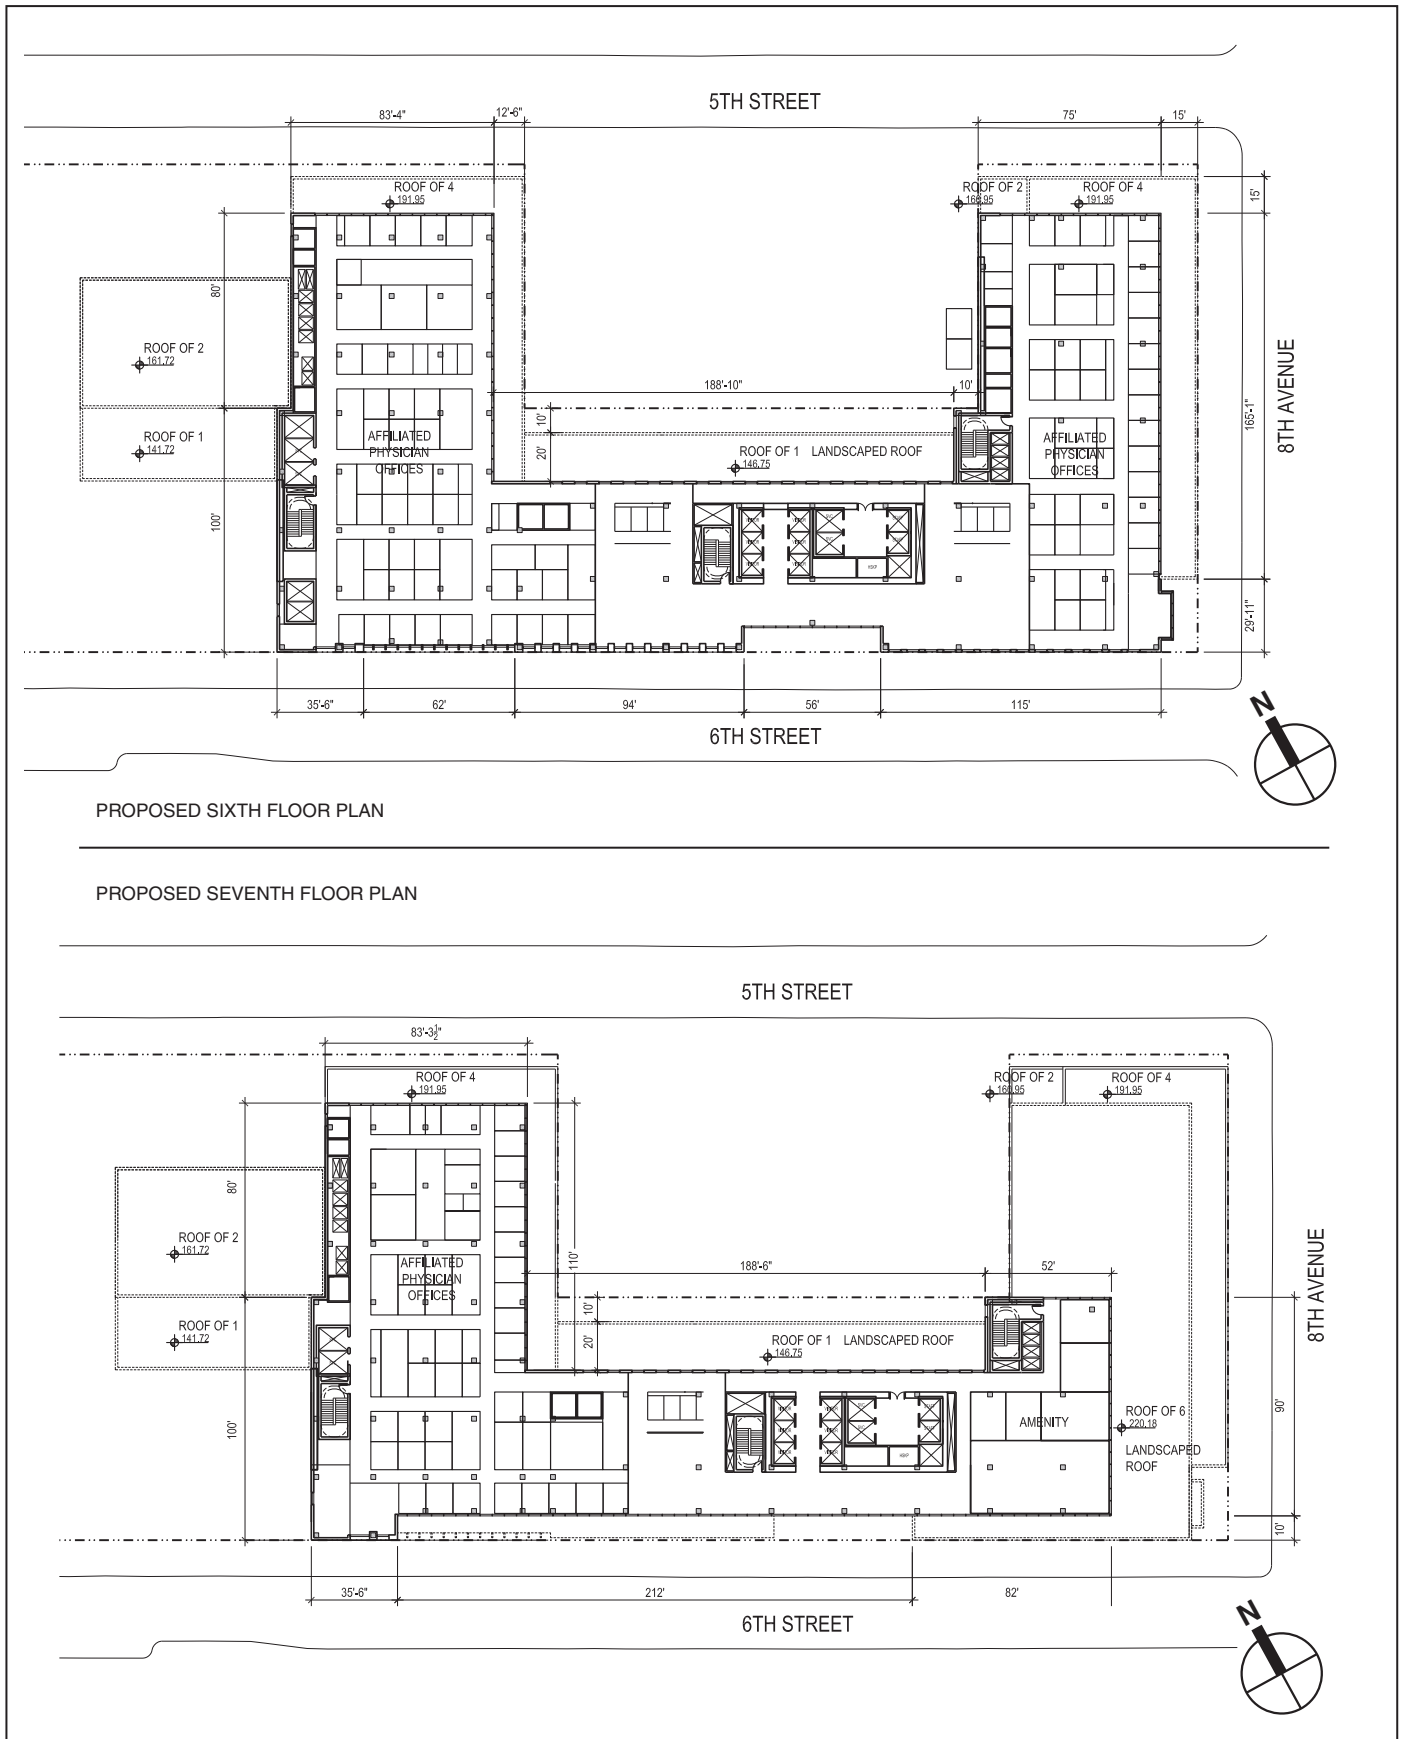 5TH STREET
83'-4"
12'-6"
75'
15'
ROOF OF 4
191.95
ROOF OF 2
166.95
ROOF OF 4
191.95
15'
80'
ROOF OF 2
161.72
188'-10"
10'
8TH AVENUE
165'-1"
10'
ROOF OF 1
141.72
AFFILIATED
PHYSICIAN
OFFICES
20'
ROOF OF 1 LANDSCAPED ROOF
146.75
AFFILIATED
PHYSICIAN
OFFICES
100'
29'-11"
35'-6"
62'
94'
56'
115'
6TH STREET
N
PROPOSED SIXTH FLOOR PLAN
PROPOSED SEVENTH FLOOR PLAN
5TH STREET
83'-3½"
ROOF OF 4
191.95
ROOF OF 2
ROOF OF 4
191.95
80'
ROOF OF 2
161.72
AFFILIATED
PHYSICIAN
OFFICES
110'
188'-6"
52'
8TH AVENUE
10'
ROOF OF 1
141.72
20'
ROOF OF 1 LANDSCAPED ROOF
146.75
100'
90'
AMENITY
ROOF OF 6
220.18
LANDSCAPED
ROOF
10'
35'-6"
212'
82'
6TH STREET
N